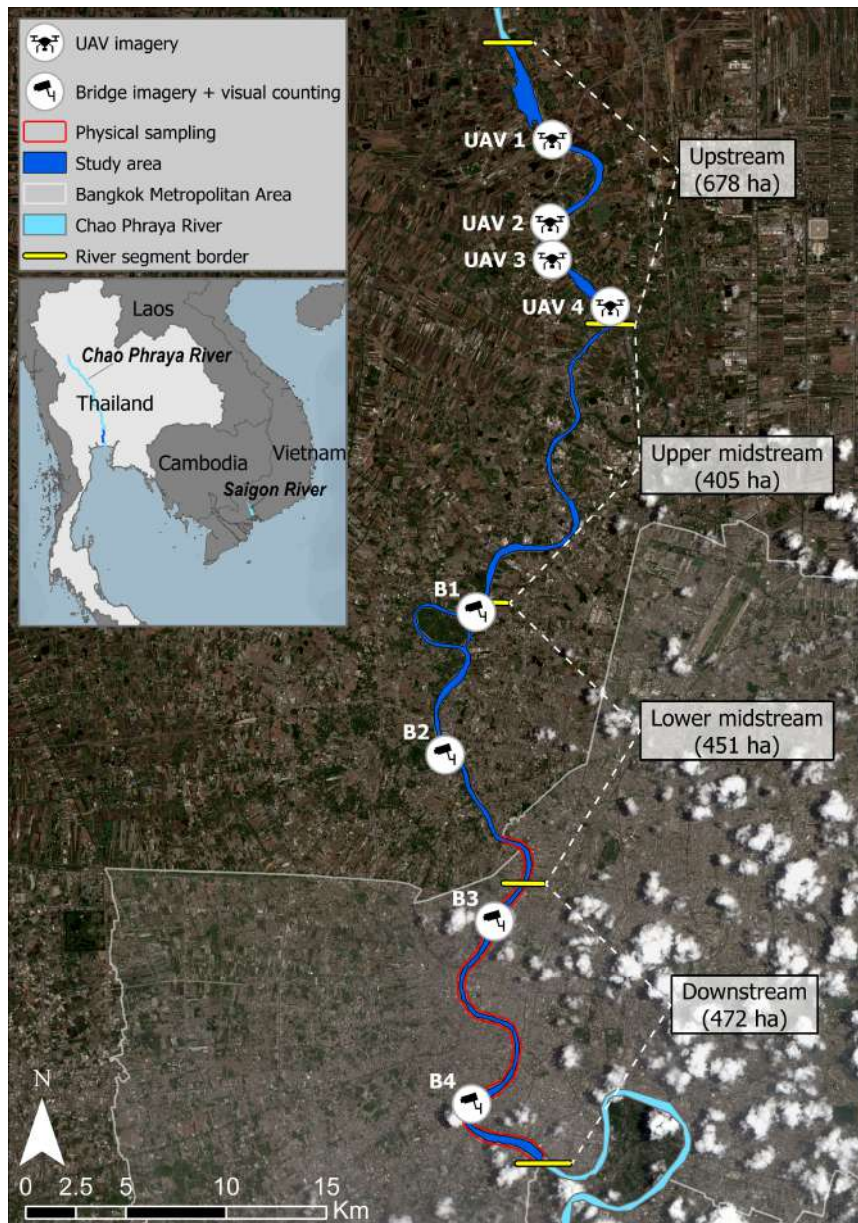 UAV imagery
Bridge imagery + visual counting
Physical sampling
Study area
Bangkok Metropolitan Area
Chao Phraya River
River segment border
Laos
Chao Phraya River
Thailand
Cambodia
Vietnam
Saigon River
UAV 1
UAV 2
UAV 3
UAV 4
Upstream
(678 ha)
Upper midstream
(405 ha)
B1
B2
Lower midstream
(451 ha)
B3
Downstream
(472 ha)
B4
N
0 2.5 5 10 15
Km